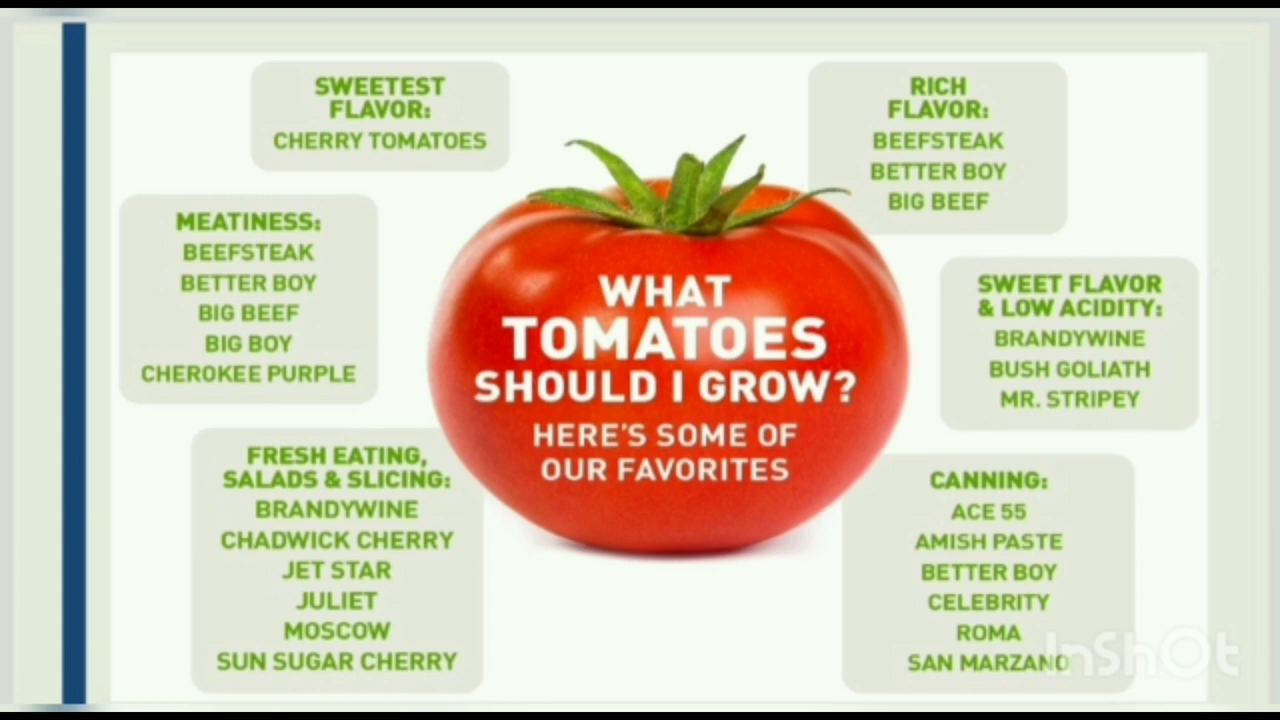 SWEETEST
FLAVOR:
CHERRY TOMATOES
RICH
FLAVOR:
BEEFSTEAK
BETTER BOY
BIG BEEF
MEATINESS:
BEEFSTEAK
BETTER BOY
BIG BEEF
BIG BOY
CHEROKEE PURPLE
WHAT
TOMATOES
SHOULD I GROW?
HERE'S SOME OF
OUR FAVORITES
SWEET FLAVOR
& LOW ACIDITY:
BRANDYWINE
BUSH GOLIATH
MR. STRIPEY
FRESH EATING,
SALADS & SLICING:
BRANDYWINE
CHADWICK CHERRY
JET STAR
JULIET
MOSCOW
SUN SUGAR CHERRY
CANNING:
ACE 55
AMISH PASTE
BETTER BOY
CELEBRITY
ROMA
SAN MARZANO
InShOt